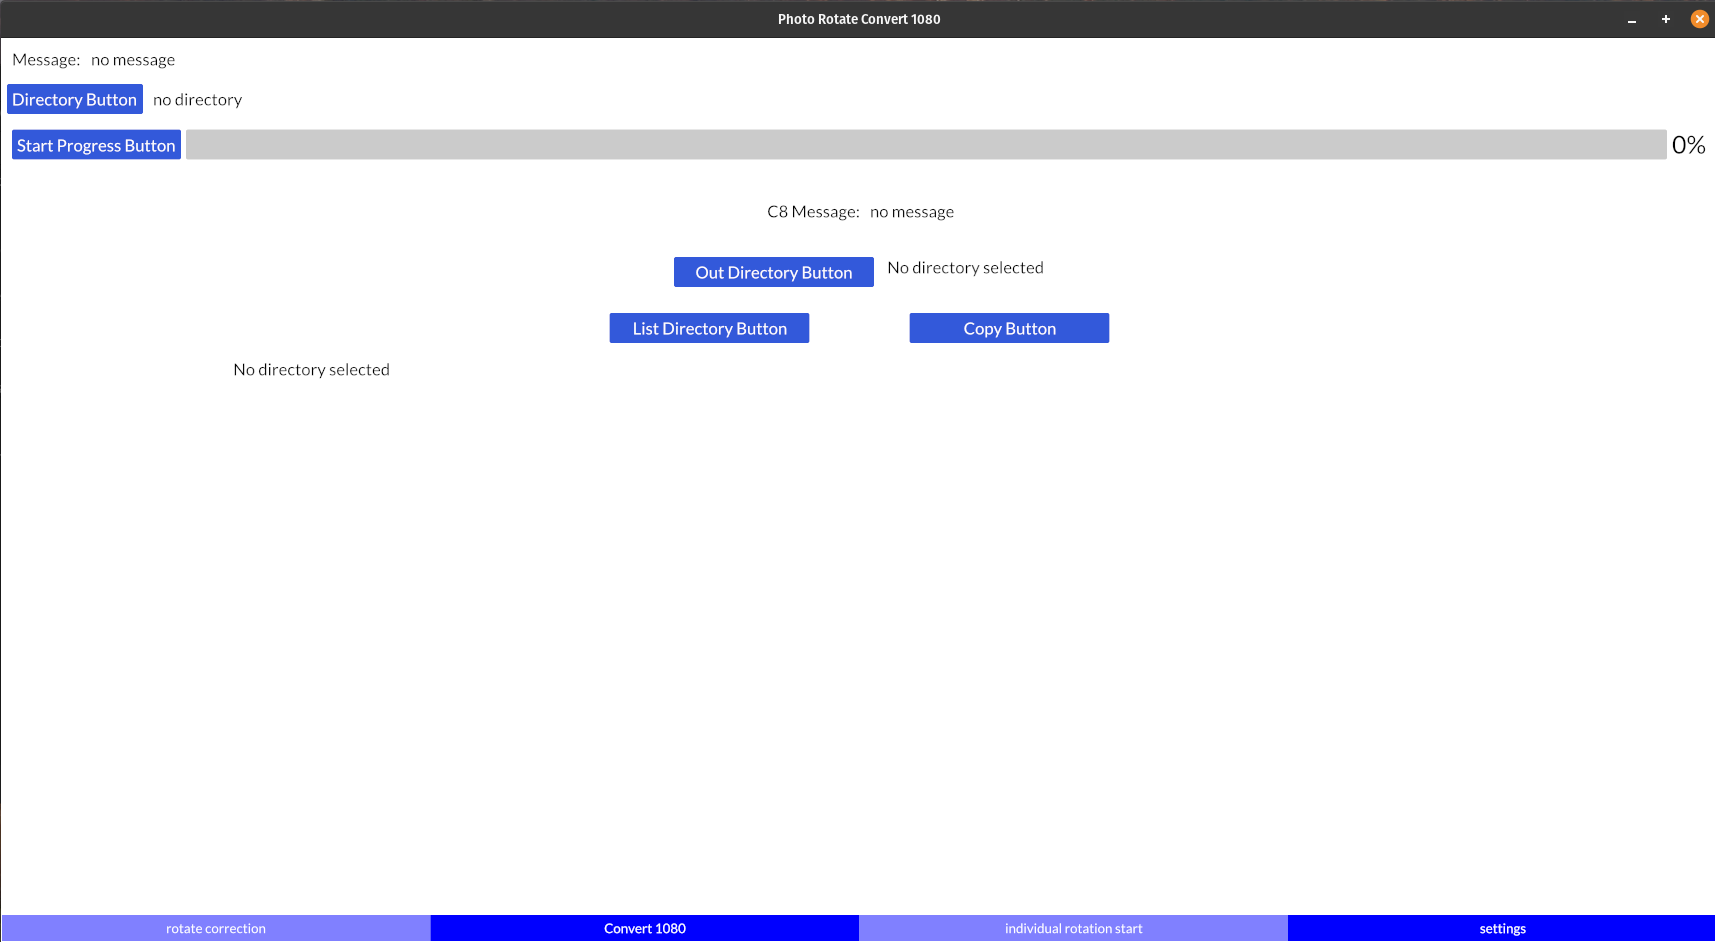 Photo Rotate Convert 1080
Message: no message
Directory Button no directory
Start Progress Button 0%
C8 Message: no message
Out Directory Button No directory selected
List Directory Button Copy Button
No directory selected
rotate correction Convert 1080 individual rotation start settings